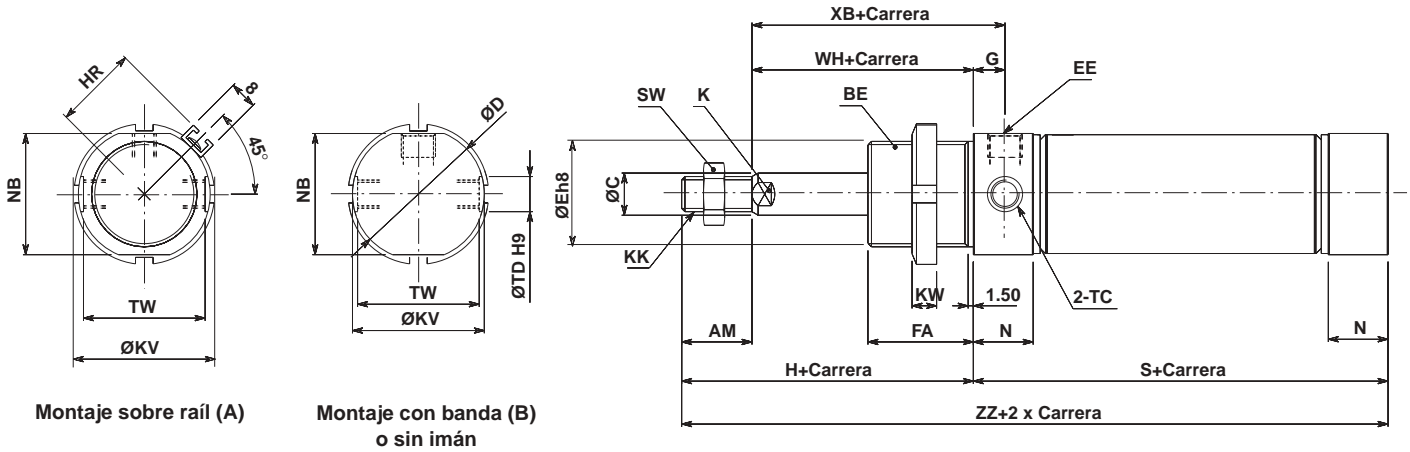 XB+Carrera
WH+Carrera
G
EE
HR
8
45°
NB
TW
ØKV
Montaje sobre raíl (A)
ØD
NB
ØTD H9
TW
ØKV
Montaje con banda (B)
o sin imán
SW
K
BE
ØEh8
ØC
KK
KW
1.50
2-TC
AM
FA
N
N
H+Carrera
S+Carrera
ZZ+2 x Carrera